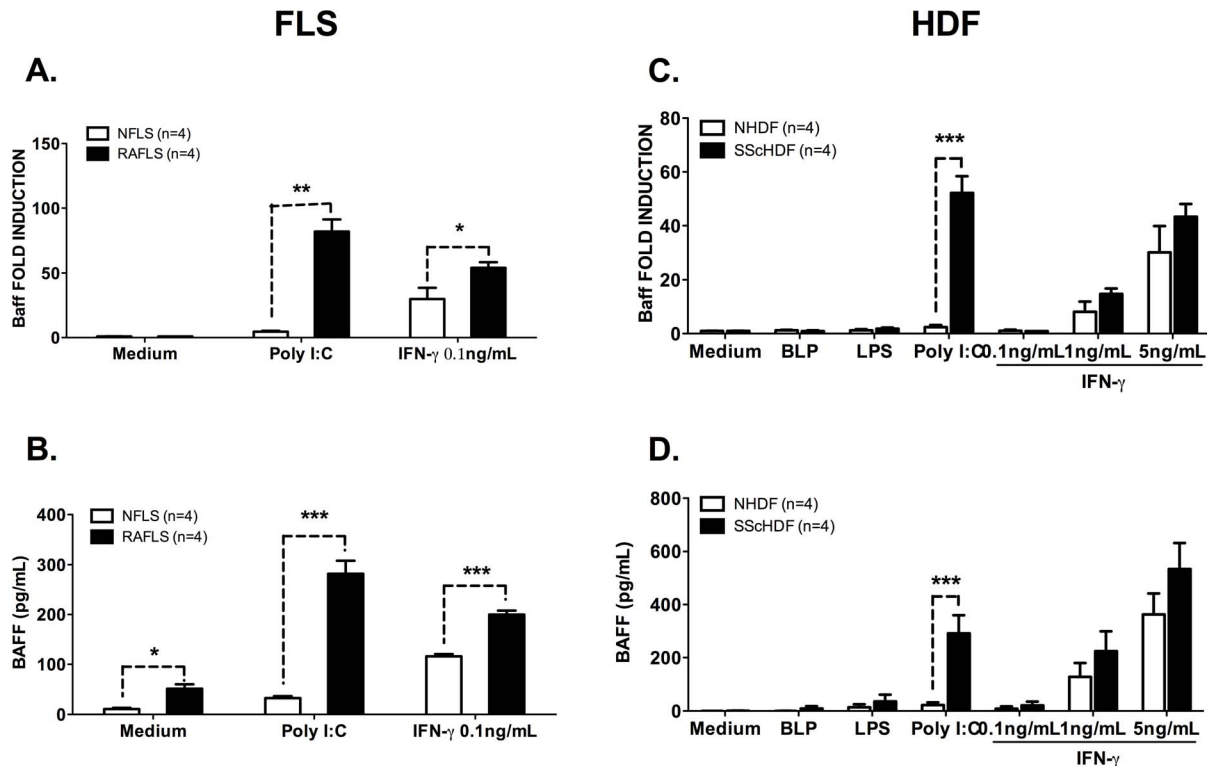 FLS
HDF
A.
NFLS (n=4)
RAFLS (n=4)
Baff FOLD INDUCTION
150
100
50
0
**
*
Medium
Poly I:C
IFN-γ 0.1ng/mL
C.
NHDF (n=4)
SScHDF (n=4)
Baff FOLD INDUCTION
80
60
40
20
0
***
Medium
BLP
LPS
Poly I:C
0.1ng/mL
1ng/mL
5ng/mL
IFN-γ
B.
NFLS (n=4)
RAFLS (n=4)
BAFF (pg/mL)
400
300
200
100
0
*
***
***
Medium
Poly I:C
IFN-γ 0.1ng/mL
D.
NHDF (n=4)
SScHDF (n=4)
BAFF (pg/mL)
800
600
400
200
0
***
Medium
BLP
LPS
Poly I:C
0.1ng/mL
1ng/mL
5ng/mL
IFN-γ